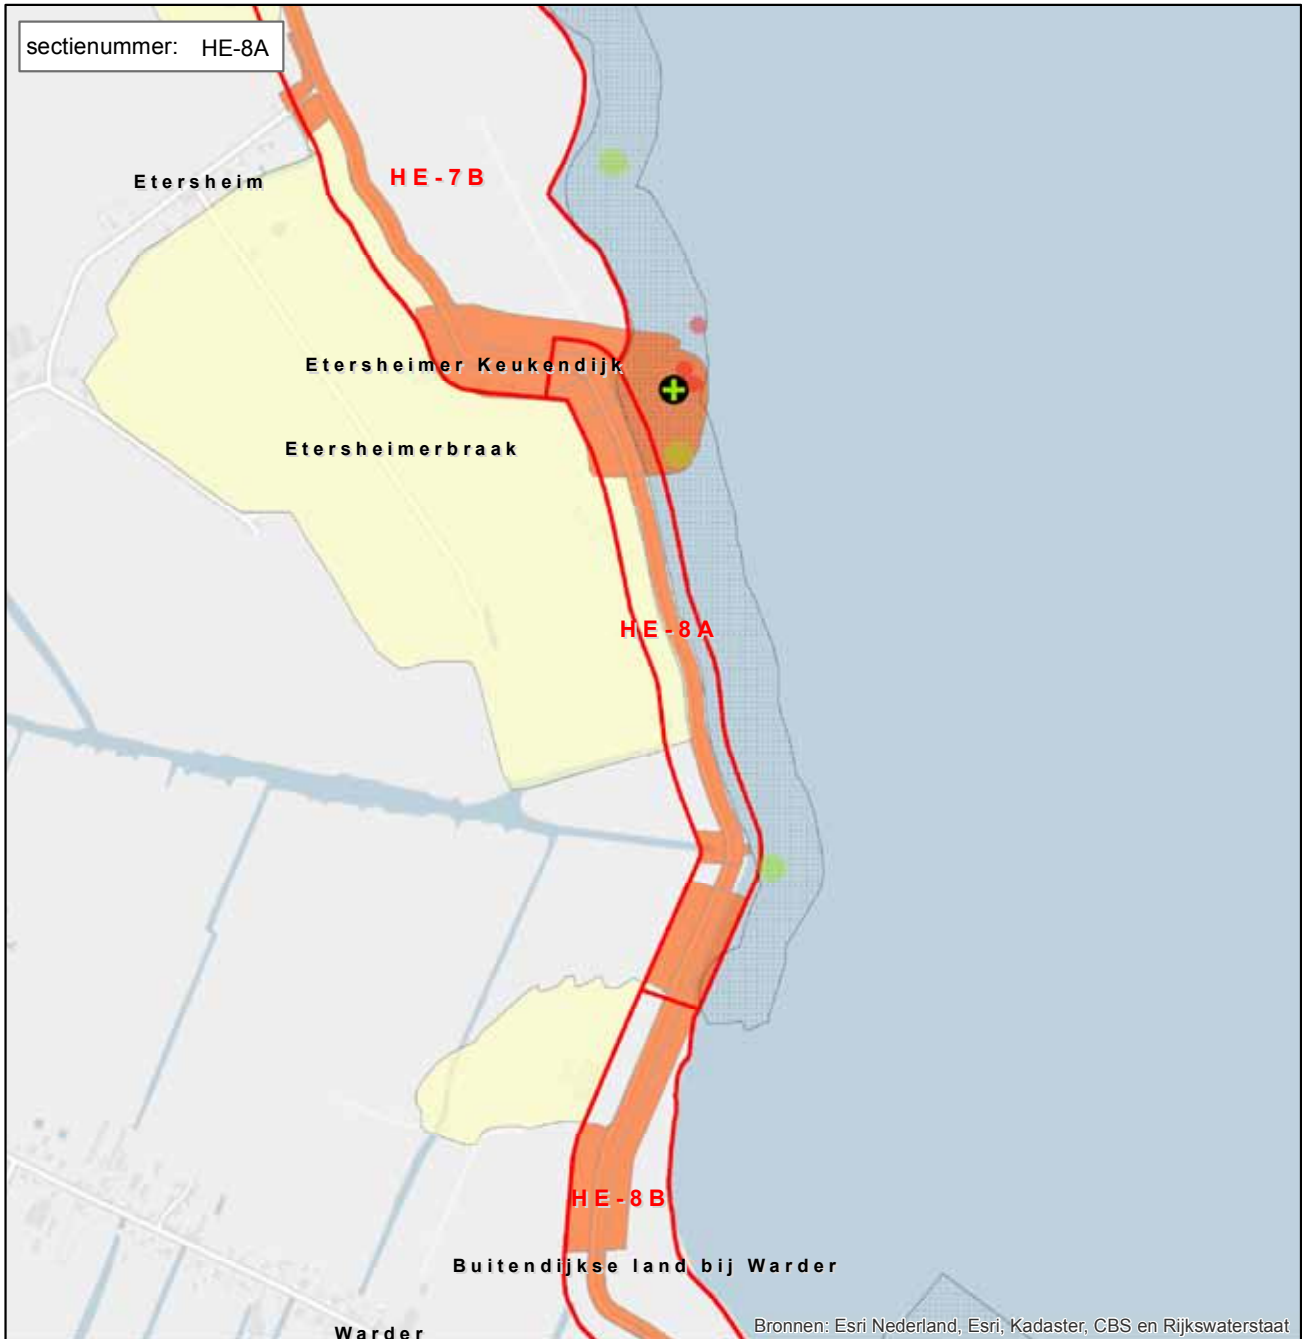 sectienummer: HE-8A
Etersheim
HE-7B
Etersheimer Keukendijk
Etersheimerbraak
HE-8A
HE-8B
Buitendijkse land bij Warder
Warder
Bronnen: Esri Nederland, Esri, Kadaster, CBS en Rijkswaterstaat